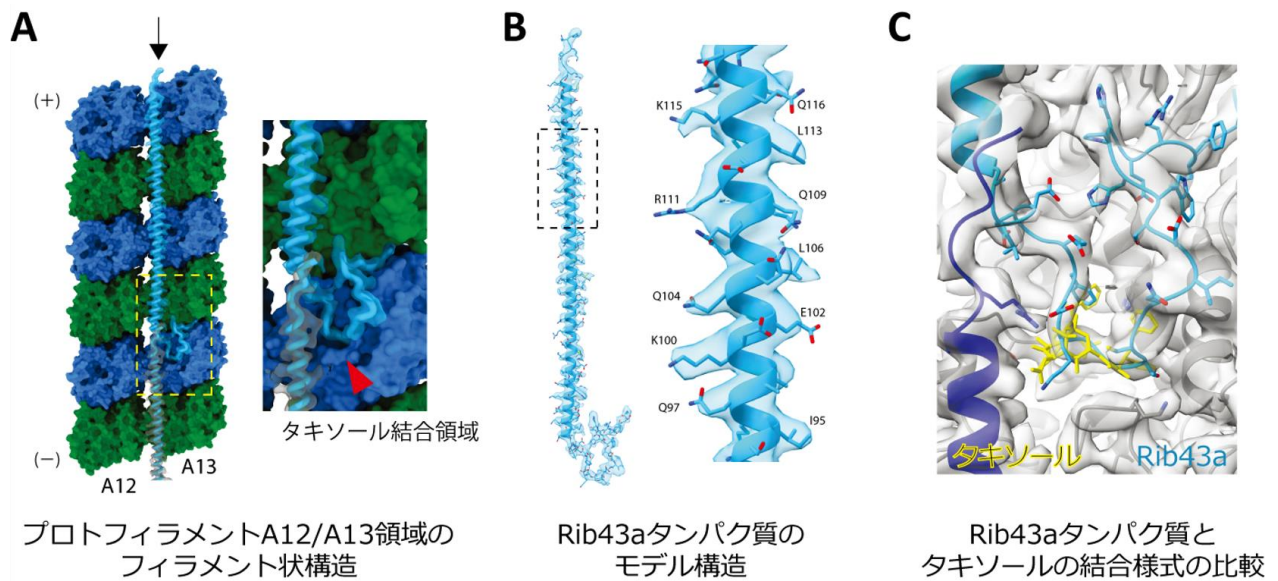 A
(+)
(−)
A12
A13
タキソール結合領域
プロトフィラメントA12/A13領域の
フィラメント状構造
B
K115
Q116
L113
R111
Q109
L106
Q104
E102
K100
Q97
I95
Rib43aタンパク質の
モデル構造
C
タキソール
Rib43a
Rib43aタンパク質と
タキソールの結合様式の比較